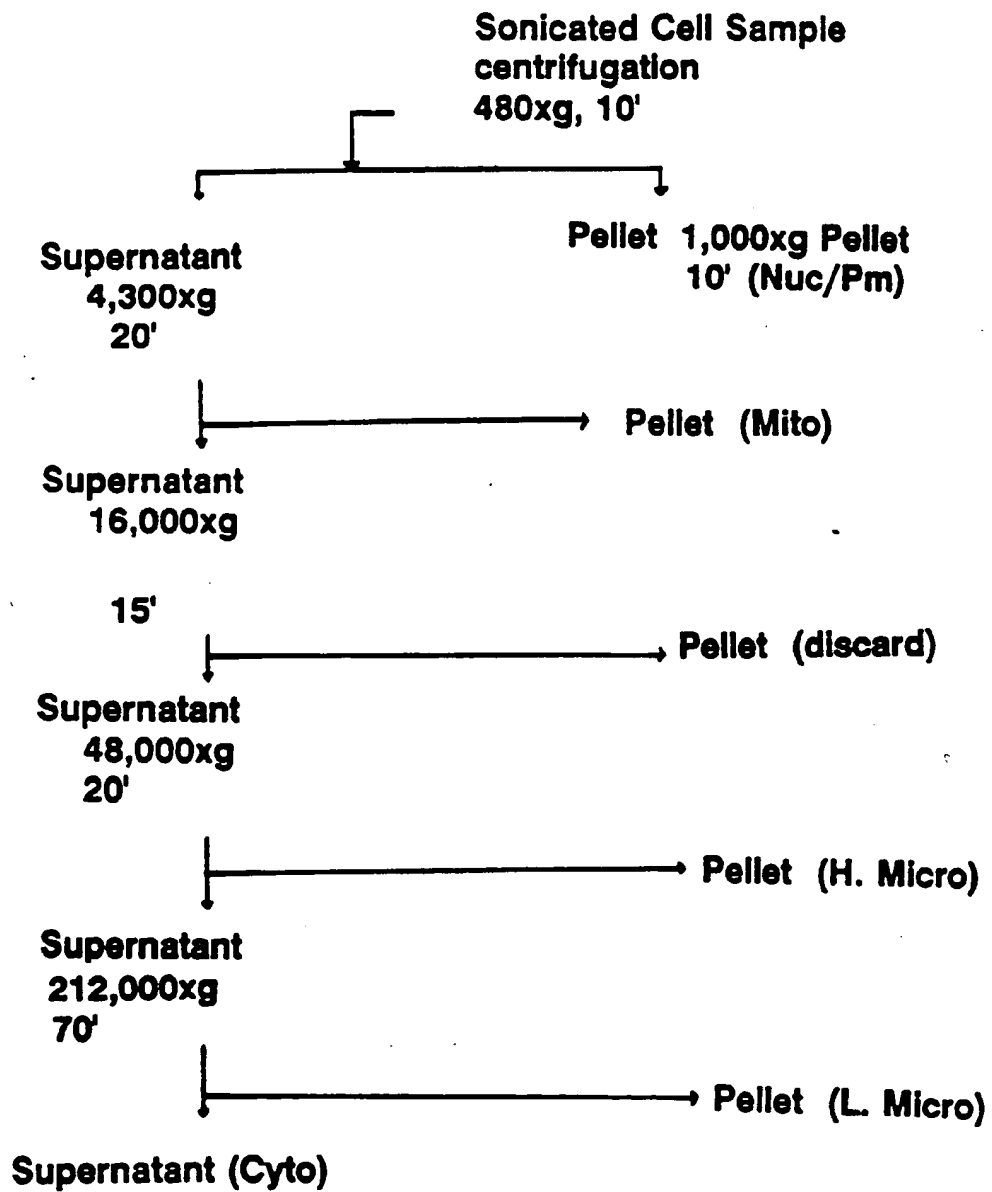 Sonicated Cell Sample
centrifugation
480xg, 10'
Supernatant
4,300xg
20'
Pellet 1,000xg Pellet
10' (Nuc/Pm)
Pellet (Mito)
Supernatant
16,000xg
15'
Pellet (discard)
Supernatant
48,000xg
20'
Pellet (H. Micro)
Supernatant
212,000xg
70'
Pellet (L. Micro)
Supernatant (Cyto)